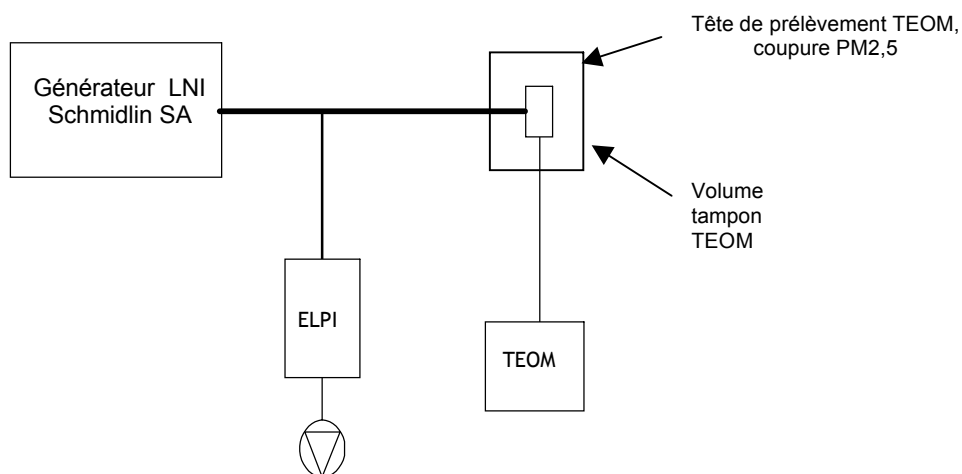 Tête de prélèvement TEOM,
coupure PM2,5
Générateur LNI
Schmidlin SA
Volume
tampon
TEOM
ELPI
TEOM